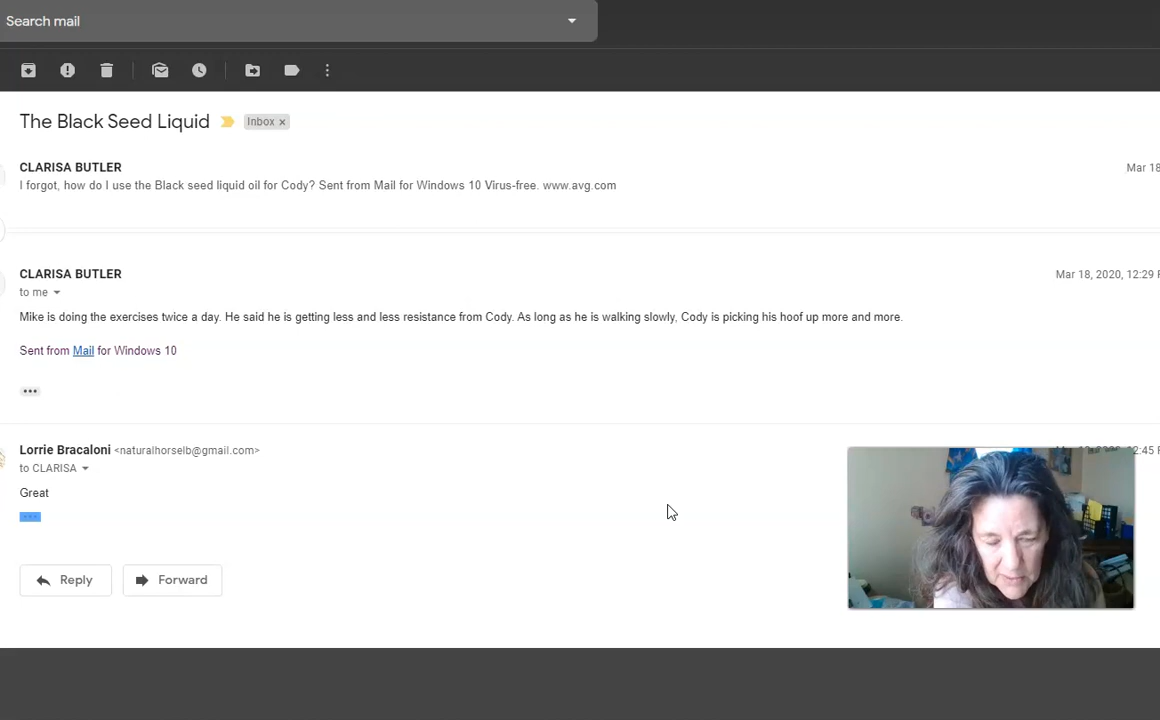 Search mail
The Black Seed Liquid Inbox ×
CLARISA BUTLER Mar 18
I forgot, how do I use the Black seed liquid oil for Cody? Sent from Mail for Windows 10 Virus-free. www.avg.com
CLARISA BUTLER Mar 18, 2020, 12:29
to me
Mike is doing the exercises twice a day. He said he is getting less and less resistance from Cody. As long as he is walking slowly, Cody is picking his hoof up more and more.
Sent from Mail for Windows 10
Lorrie Bracaloni <naturalhorselb@gmail.com>
to CLARISA
Great
Reply Forward